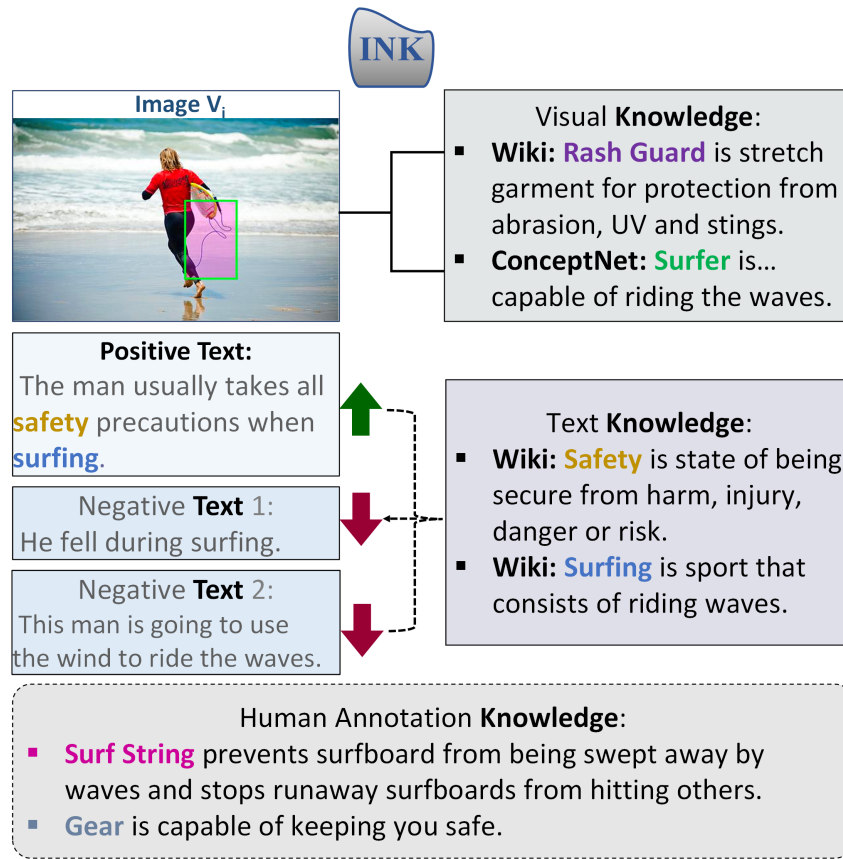 INK
Image Vi
Visual Knowledge:
▪ Wiki: Rash Guard is stretch
garment for protection from
abrasion, UV and stings.
▪ ConceptNet: Surfer is...
capable of riding the waves.
Positive Text:
The man usually takes all
safety precautions when
surfing.
Negative Text 1:
He fell during surfing.
Negative Text 2:
This man is going to use
the wind to ride the waves.
Text Knowledge:
▪ Wiki: Safety is state of being
secure from harm, injury,
danger or risk.
▪ Wiki: Surfing is sport that
consists of riding waves.
Human Annotation Knowledge:
▪ Surf String prevents surfboard from being swept away by
waves and stops runaway surfboards from hitting others.
▪ Gear is capable of keeping you safe.